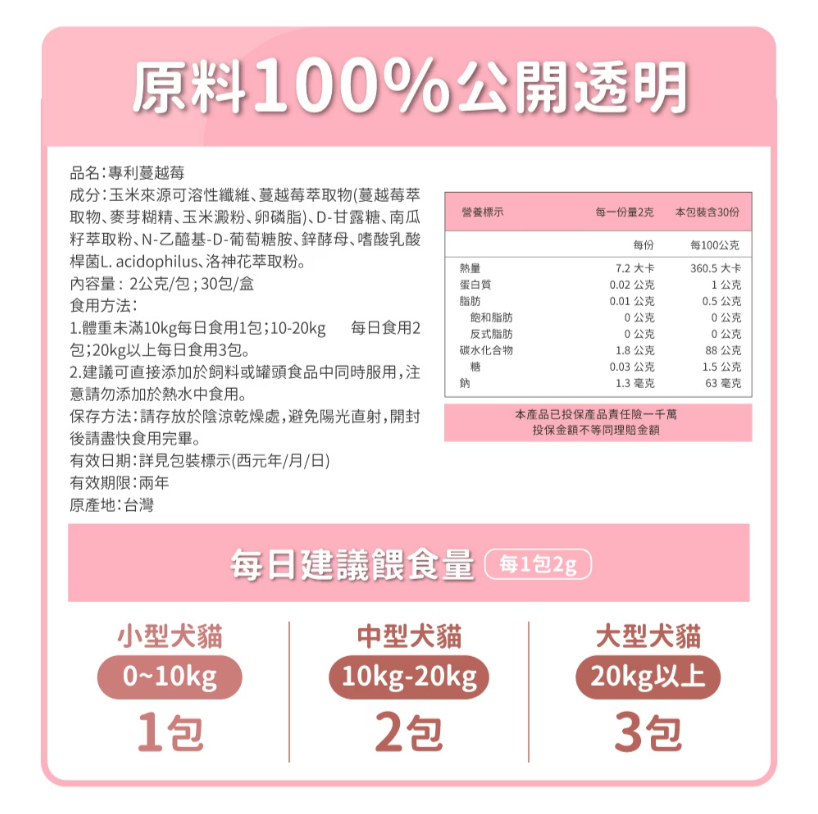 原料100%公開透明
品名:專利蔓越莓
成分:玉米來源可溶性纖維、蔓越莓萃取物(蔓越莓萃
取物、麥芽糊精、玉米澱粉、卵磷脂)、D-甘露糖、南瓜
籽萃取粉、N-乙醯基-D-葡萄糖胺、鋅酵母、嗜酸乳酸
桿菌L. acidophilus、洛神花萃取粉。
內容量: 2公克/包;30包/盒
食用方法:
1.體重未滿10kg每日食用1包;10-20kg 每日食用2
包;20kg以上每日食用3包。
2.建議可直接添加於飼料或罐頭食品中同時服用,注
意請勿添加於熱水中食用。
保存方法:請存放於陰涼乾燥處,避免陽光直射,開封
後請盡快食用完畢。
有效日期:詳見包裝標示(西元年/月/日)
有效期限:兩年
原產地:台灣
營養標示 每一份量2克 本包裝含30份
每份 每100公克
熱量 7.2 大卡 360.5 大卡
蛋白質 0.02 公克 1 公克
脂肪 0.01 公克 0.5 公克
飽和脂肪 0 公克 0 公克
反式脂肪 0 公克 0 公克
碳水化合物 1.8 公克 88 公克
糖 0.03 公克 1.5 公克
鈉 1.3 毫克 63 毫克
本產品已投保產品責任險一千萬
投保金額不等同理賠金額
每日建議餵食量 每1包2g
小型犬貓 中型犬貓 大型犬貓
0~10kg 10kg-20kg 20kg以上
1包 2包 3包